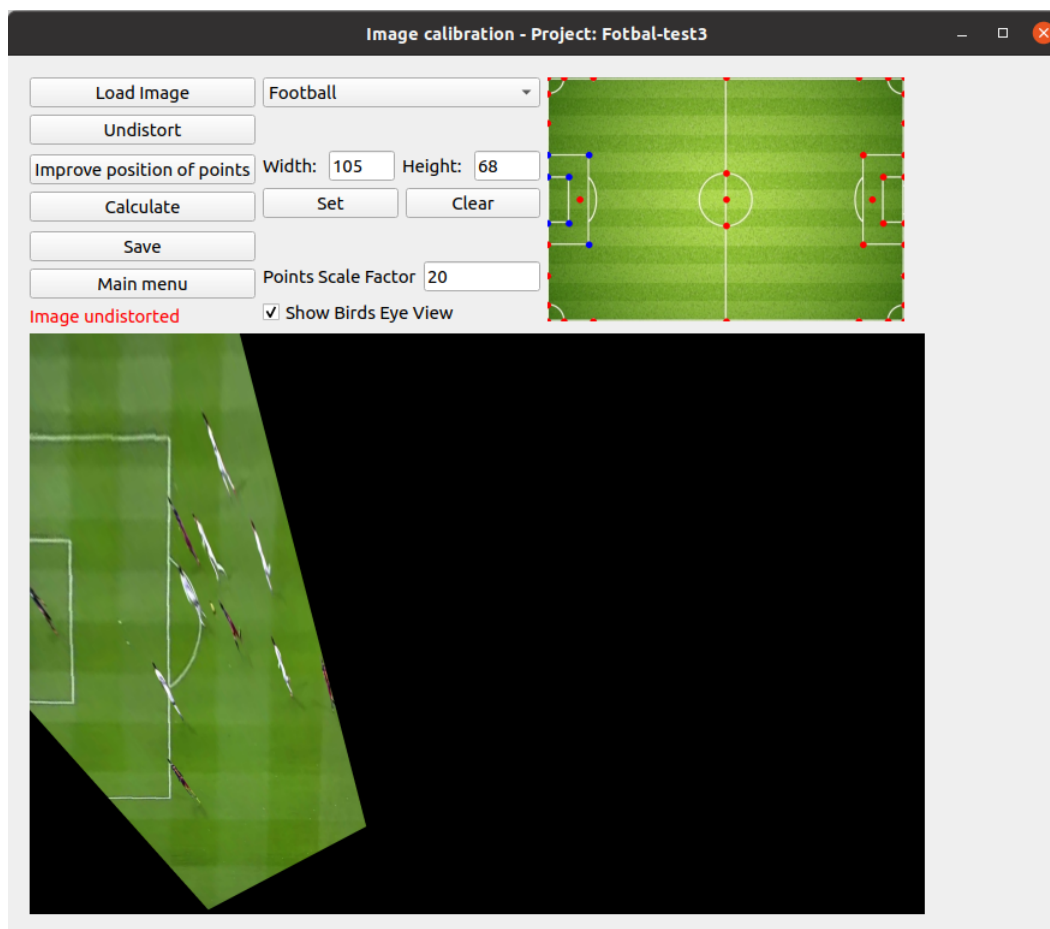 Image calibration - Project: Fotbal-test3
Load Image
Football
Undistort
Improve position of points
Width: 105 Height: 68
Calculate
Set
Clear
Save
Main menu
Points Scale Factor 20
Image undistorted
Show Birds Eye View